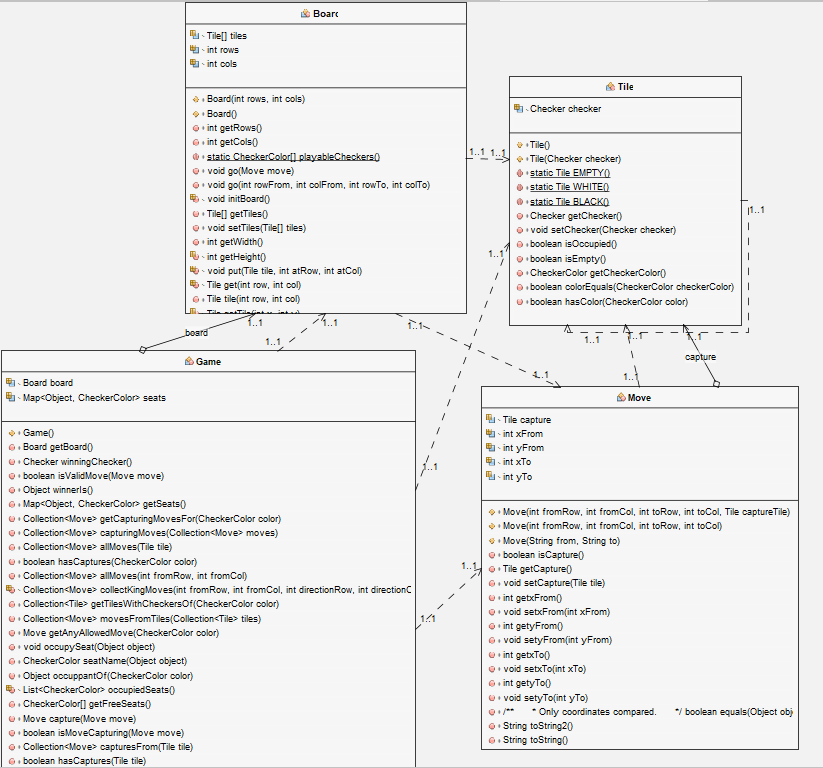 Board
Tile[] tiles
int rows
int cols
Board(int rows, int cols)
Board()
int getRows()
int getCols()
static CheckerColor[] playableCheckers()
void go(Move move)
void go(int rowFrom, int colFrom, int rowTo, int colTo)
void initBoard()
Tile[] getTiles()
void setTiles(Tile[] tiles)
int getWidth()
int getHeight()
void put(Tile tile, int atRow, int atCol)
Tile get(int row, int col)
Tile tile(int row, int col)
Tile
Checker checker
Tile()
Tile(Checker checker)
static Tile EMPTY()
static Tile WHITE()
static Tile BLACK()
Checker getChecker()
void setChecker(Checker checker)
boolean isOccupied()
boolean isEmpty()
CheckerColor getCheckerColor()
boolean colorEquals(CheckerColor checkerColor)
boolean hasColor(CheckerColor color)
1..1 1..1
1..1
1..1
1..1
1..1
1..1
board
1..1
1..1
1..1
capture
1..1
1..1
1..1
1..1
1..1
Game
Board board
Map<Object, CheckerColor> seats
Game()
Board getBoard()
Checker winningChecker()
boolean isValidMove(Move move)
Object winnerIs()
Map<Object, CheckerColor> getSeats()
Collection<Move> getCapturingMovesFor(CheckerColor color)
Collection<Move> capturingMoves(Collection<Move> moves)
Collection<Move> allMoves(Tile tile)
boolean hasCaptures(CheckerColor color)
Collection<Move> allMoves(int fromRow, int fromCol)
Collection<Move> collectKingMoves(int fromRow, int fromCol, int directionRow, int directionC
Collection<Tile> getTilesWithCheckersOf(CheckerColor color)
Collection<Move> movesFromTiles(Collection<Tile> tiles)
Move getAnyAllowedMove(CheckerColor color)
void occupySeat(Object object)
CheckerColor seatName(Object object)
Object occuppantOf(CheckerColor color)
List<CheckerColor> occupiedSeats()
CheckerColor[] getFreeSeats()
Move capture(Move move)
boolean isMoveCapturing(Move move)
Collection<Move> capturesFrom(Tile tile)
boolean hasCaptures(Tile tile)
Move
Tile capture
int xFrom
int yFrom
int xTo
int yTo
Move(int fromRow, int fromCol, int toRow, int toCol, Tile captureTile)
Move(int fromRow, int fromCol, int toRow, int toCol)
Move(String from, String to)
boolean isCapture()
Tile getCapture()
void setCapture(Tile tile)
int getxFrom()
void setxFrom(int xFrom)
int getyFrom()
void setyFrom(int yFrom)
int getxTo()
void setxTo(int xTo)
int getyTo()
void setyTo(int yTo)
/** * Only coordinates compared. */ boolean equals(Object obj
String toString2()
String toString()